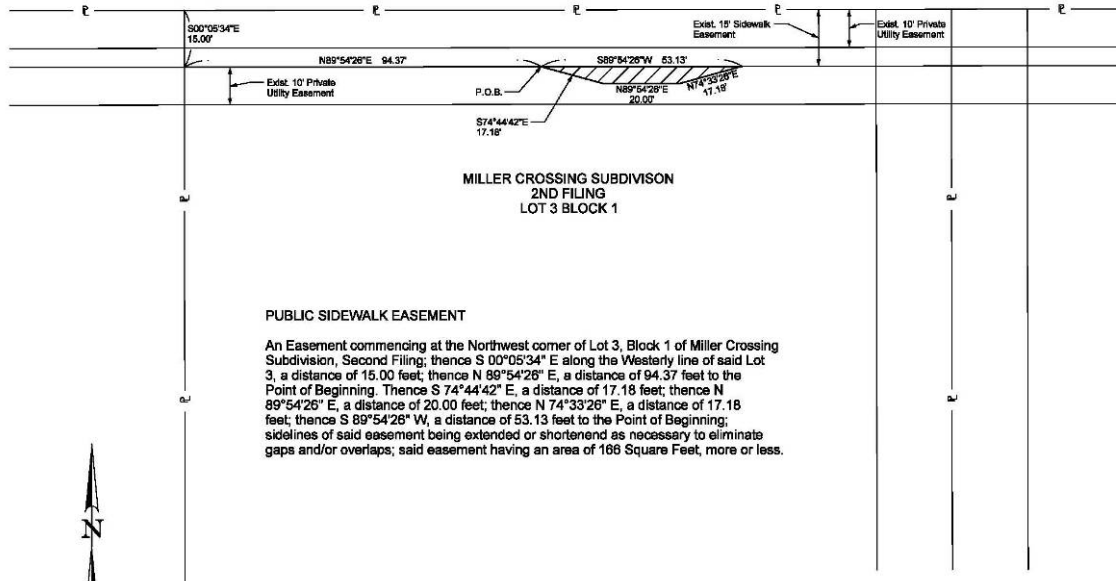 PL PL PL PL
S00°05'34"E
15.00'
Exist. 15' Sidewalk
Easement
Exist. 10' Private
Utility Easement
N89°54'26"E 94.37'
S89°54'26"W 53.13'
Exist. 10' Private
Utility Easement
P.O.B.
N89°54'26"E
20.00'
N74°33'26"E
17.18'
S74°44'42"E
17.18'
MILLER CROSSING SUBDIVISON
2ND FILING
LOT 3 BLOCK 1
PL
PL
PUBLIC SIDEWALK EASEMENT
An Easement commencing at the Northwest corner of Lot 3, Block 1 of Miller Crossing
Subdivision, Second Filing; thence S 00°05'34" E along the Westerly line of said Lot
3, a distance of 15.00 feet; thence N 89°54'26" E, a distance of 94.37 feet to the
Point of Beginning. Thence S 74°44'42" E, a distance of 17.18 feet; thence N
89°54'26" E, a distance of 20.00 feet; thence N 74°33'26" E, a distance of 17.18
feet; thence S 89°54'26" W, a distance of 53.13 feet to the Point of Beginning;
sidelines of said easement being extended or shortenend as necessary to eliminate
gaps and/or overlaps; said easement having an area of 166 Square Feet, more or less.
PL
PL
N